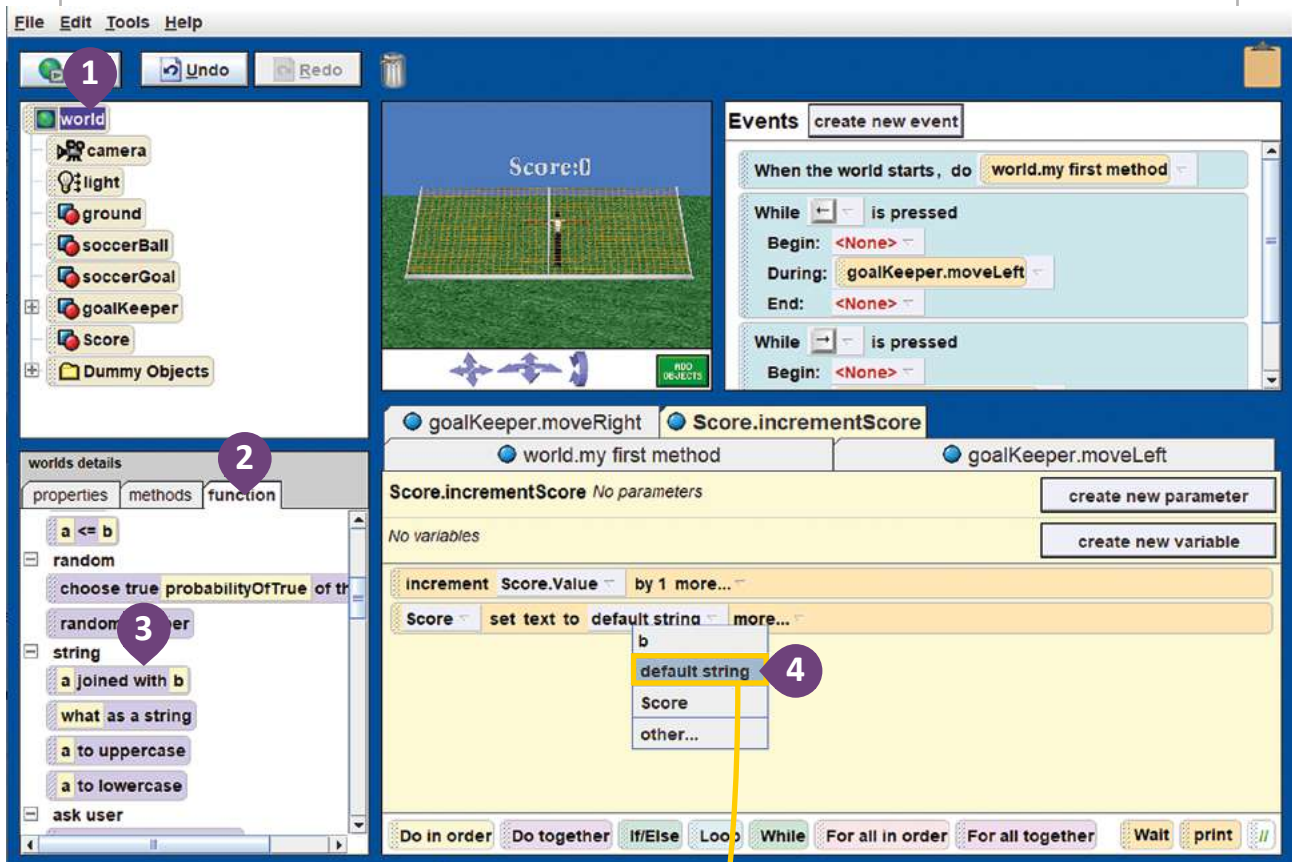 File Edit Tools Help
1
Undo
Redo
world
camera
light
ground
soccerBall
soccerGoal
goalKeeper
Score
Dummy Objects
Score:0
ADD OBJECTS
Events create new event
When the world starts, do world.my first method
While ← is pressed
Begin: <None>
During: goalKeeper.moveLeft
End: <None>
While → is pressed
Begin: <None>
worlds details
2
properties methods function
a <= b
random
choose true probabilityOfTrue of th
random
3
string
a joined with b
what as a string
a to uppercase
a to lowercase
ask user
goalKeeper.moveRight Score.incrementScore
world.my first method goalKeeper.moveLeft
Score.incrementScore No parameters
create new parameter
No variables
create new variable
increment Score.Value by 1 more...
Score set text to default string more...
b
default string
4
Score
other...
Do in order Do together If/Else Loop While For all in order For all together Wait print //